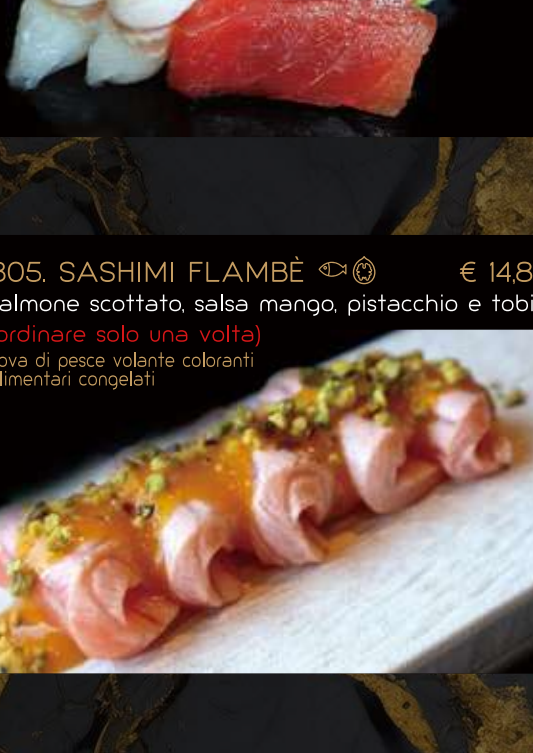 305. SASHIMI FLAMBÈ € 14,8
almone scottato, salsa mango, pistacchio e tobi
ordinare solo una volta)
ova di pesce volante coloranti
limentari congelati